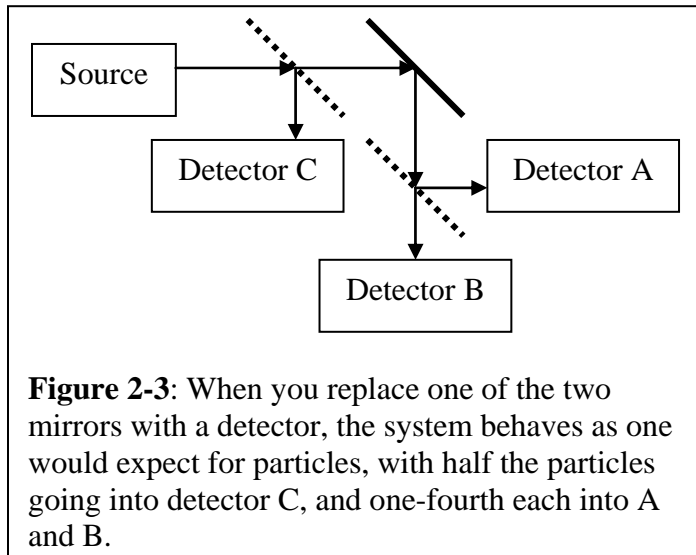 Source
Detector C
Detector A
Detector B
Figure 2-3: When you replace one of the two
mirrors with a detector, the system behaves as one
would expect for particles, with half the particles
going into detector C, and one-fourth each into A
and B.